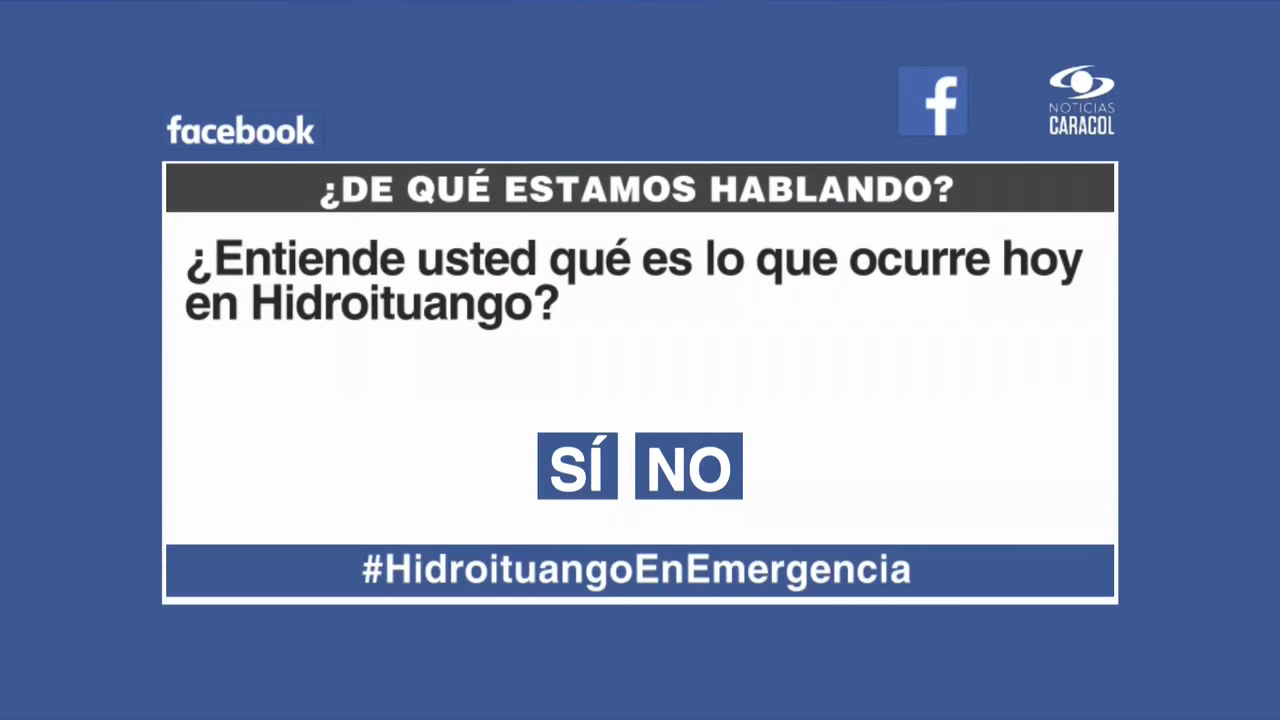 f
NOTICIAS
CARACOL
facebook
¿DE QUÉ ESTAMOS HABLANDO?
¿Entiende usted qué es lo que ocurre hoy
en Hidroituango?
SÍ NO
#HidroituangoEnEmergencia